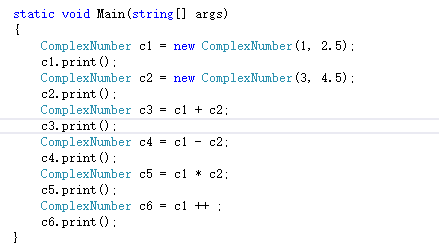 static void Main(string[] args)
{
ComplexNumber c1 = new ComplexNumber(1, 2.5);
c1.print();
ComplexNumber c2 = new ComplexNumber(3, 4.5);
c2.print();
ComplexNumber c3 = c1 + c2;
c3.print();
ComplexNumber c4 = c1 - c2;
c4.print();
ComplexNumber c5 = c1 * c2;
c5.print();
ComplexNumber c6 = c1 ++ ;
c6.print();
}